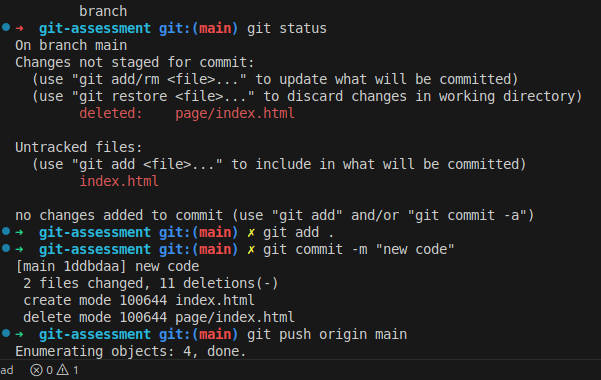 branch
➜ git-assessment git:(main) git status
On branch main
Changes not staged for commit:
(use "git add/rm <file>..." to update what will be committed)
(use "git restore <file>..." to discard changes in working directory)
deleted: page/index.html
Untracked files:
(use "git add <file>..." to include in what will be committed)
index.html
no changes added to commit (use "git add" and/or "git commit -a")
➜ git-assessment git:(main) ✗ git add .
➜ git-assessment git:(main) ✗ git commit -m "new code"
[main 1ddbdaa] new code
2 files changed, 11 deletions(-)
create mode 100644 index.html
delete mode 100644 page/index.html
➜ git-assessment git:(main) git push origin main
Enumerating objects: 4, done.
ad 0 1